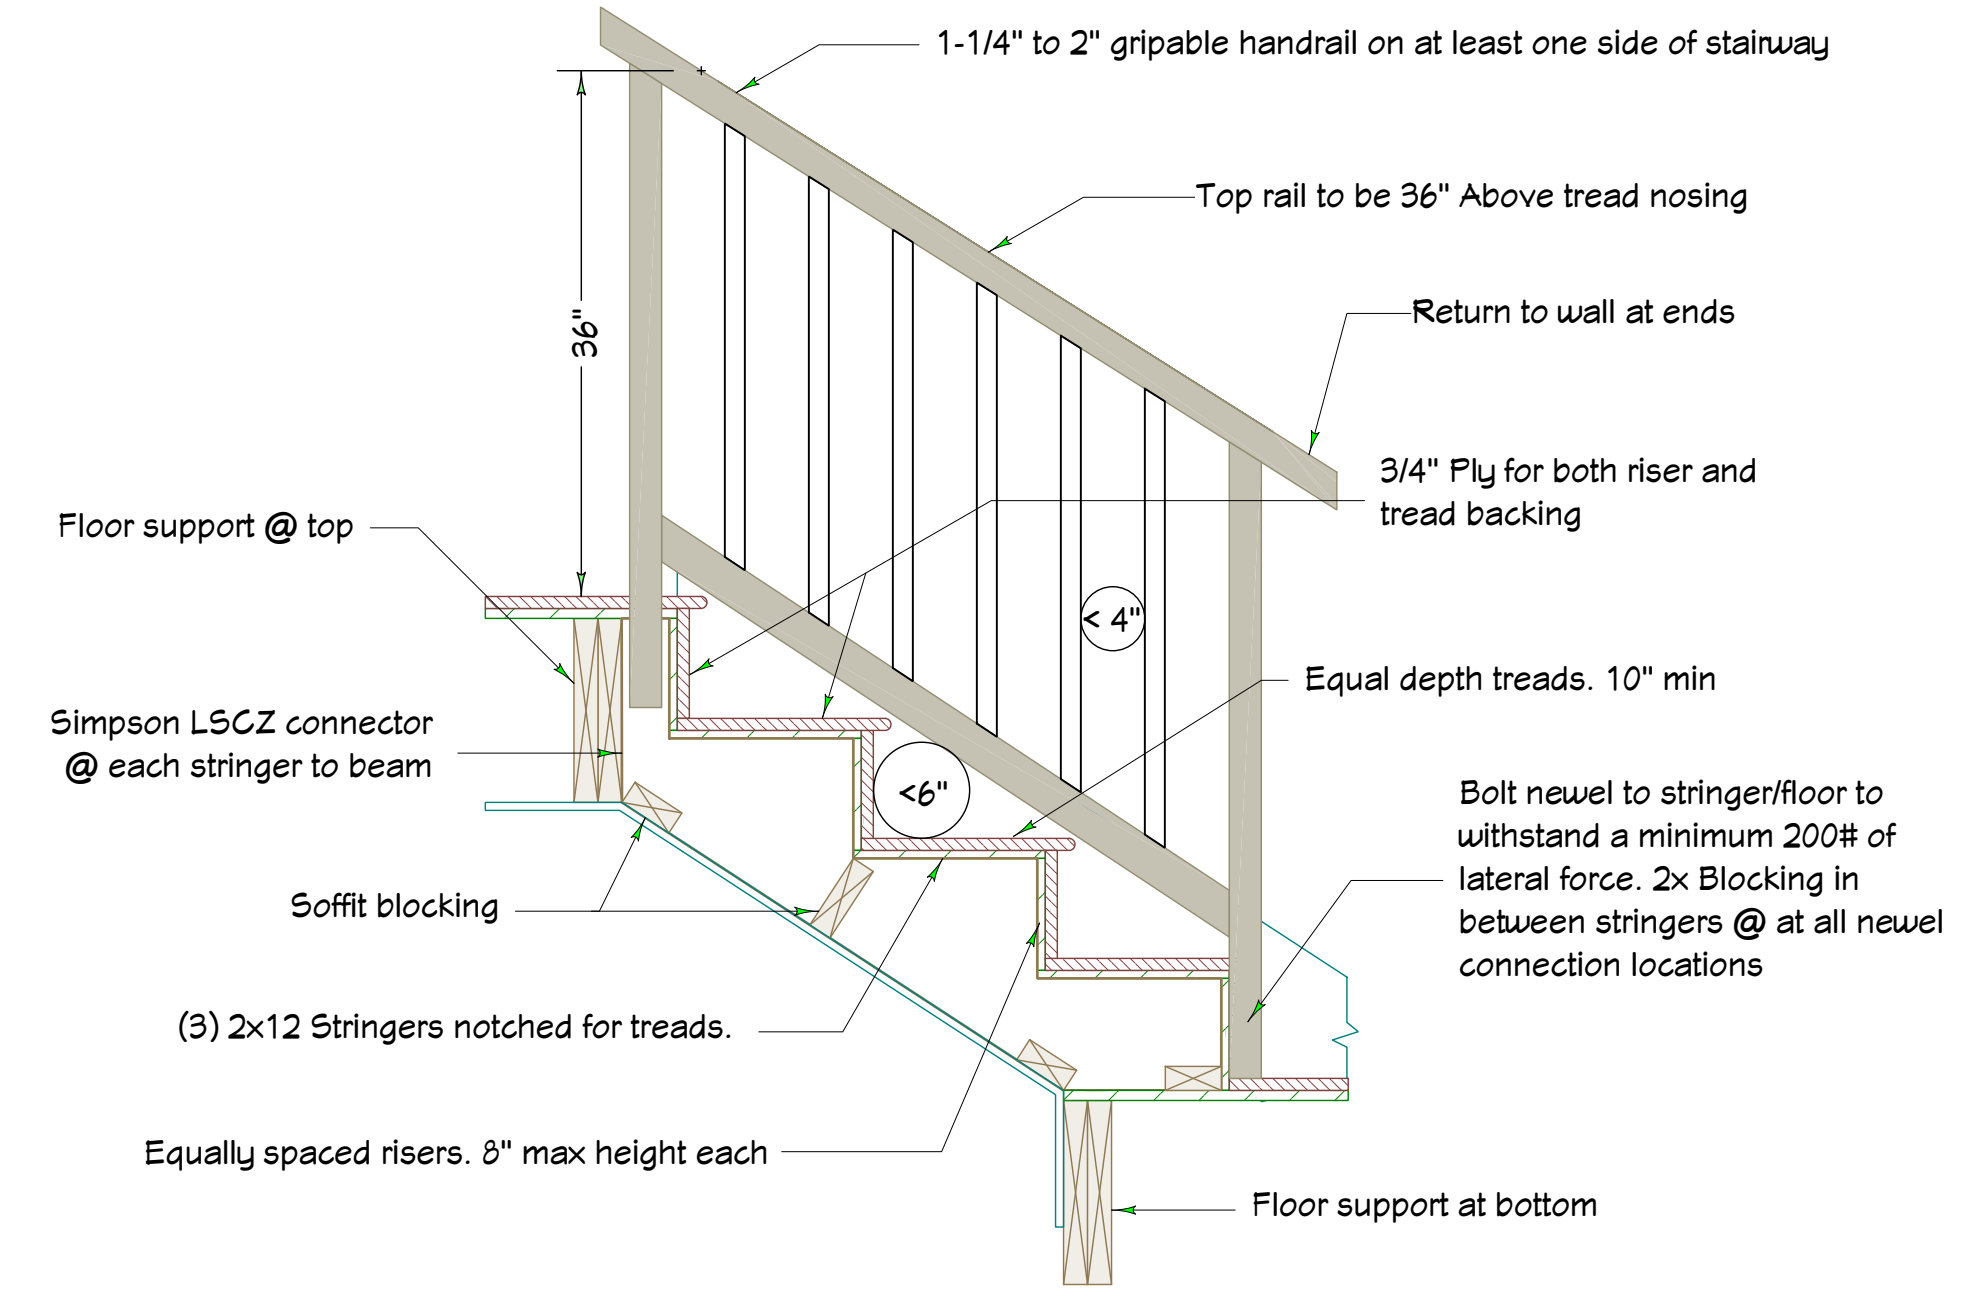 1-1/4" to 2" gripable handrail on at least one side of stairway
Top rail to be 36" Above tread nosing
Return to wall at ends
36"
3/4" Ply for both riser and
tread backing
Floor support @ top
< 4"
Equal depth treads. 10" min
Simpson LSCZ connector
@ each stringer to beam
<6"
Bolt newel to stringer/floor to
withstand a minimum 200# of
lateral force. 2x Blocking in
between stringers @ at all newel
connection locations
Soffit blocking
(3) 2x12 Stringers notched for treads.
Equally spaced risers. 8" max height each
Floor support at bottom